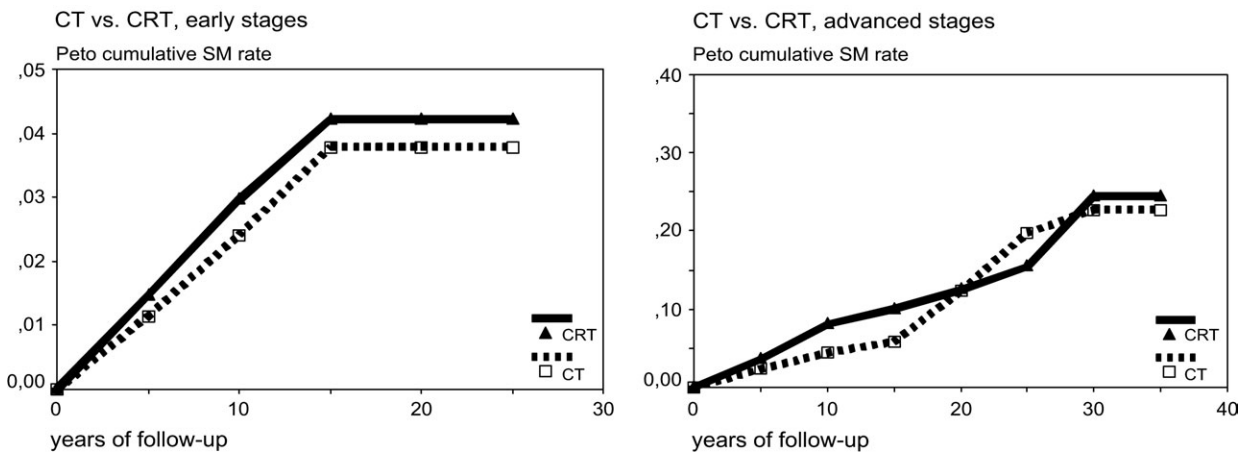 CT vs. CRT, early stages
Peto cumulative SM rate
,05
,04
,03
,02
,01
0,00
0
10
20
30
years of follow-up
CRT
CT
CT vs. CRT, advanced stages
Peto cumulative SM rate
,40
,30
,20
,10
0,00
0
10
20
30
40
years of follow-up
CRT
CT